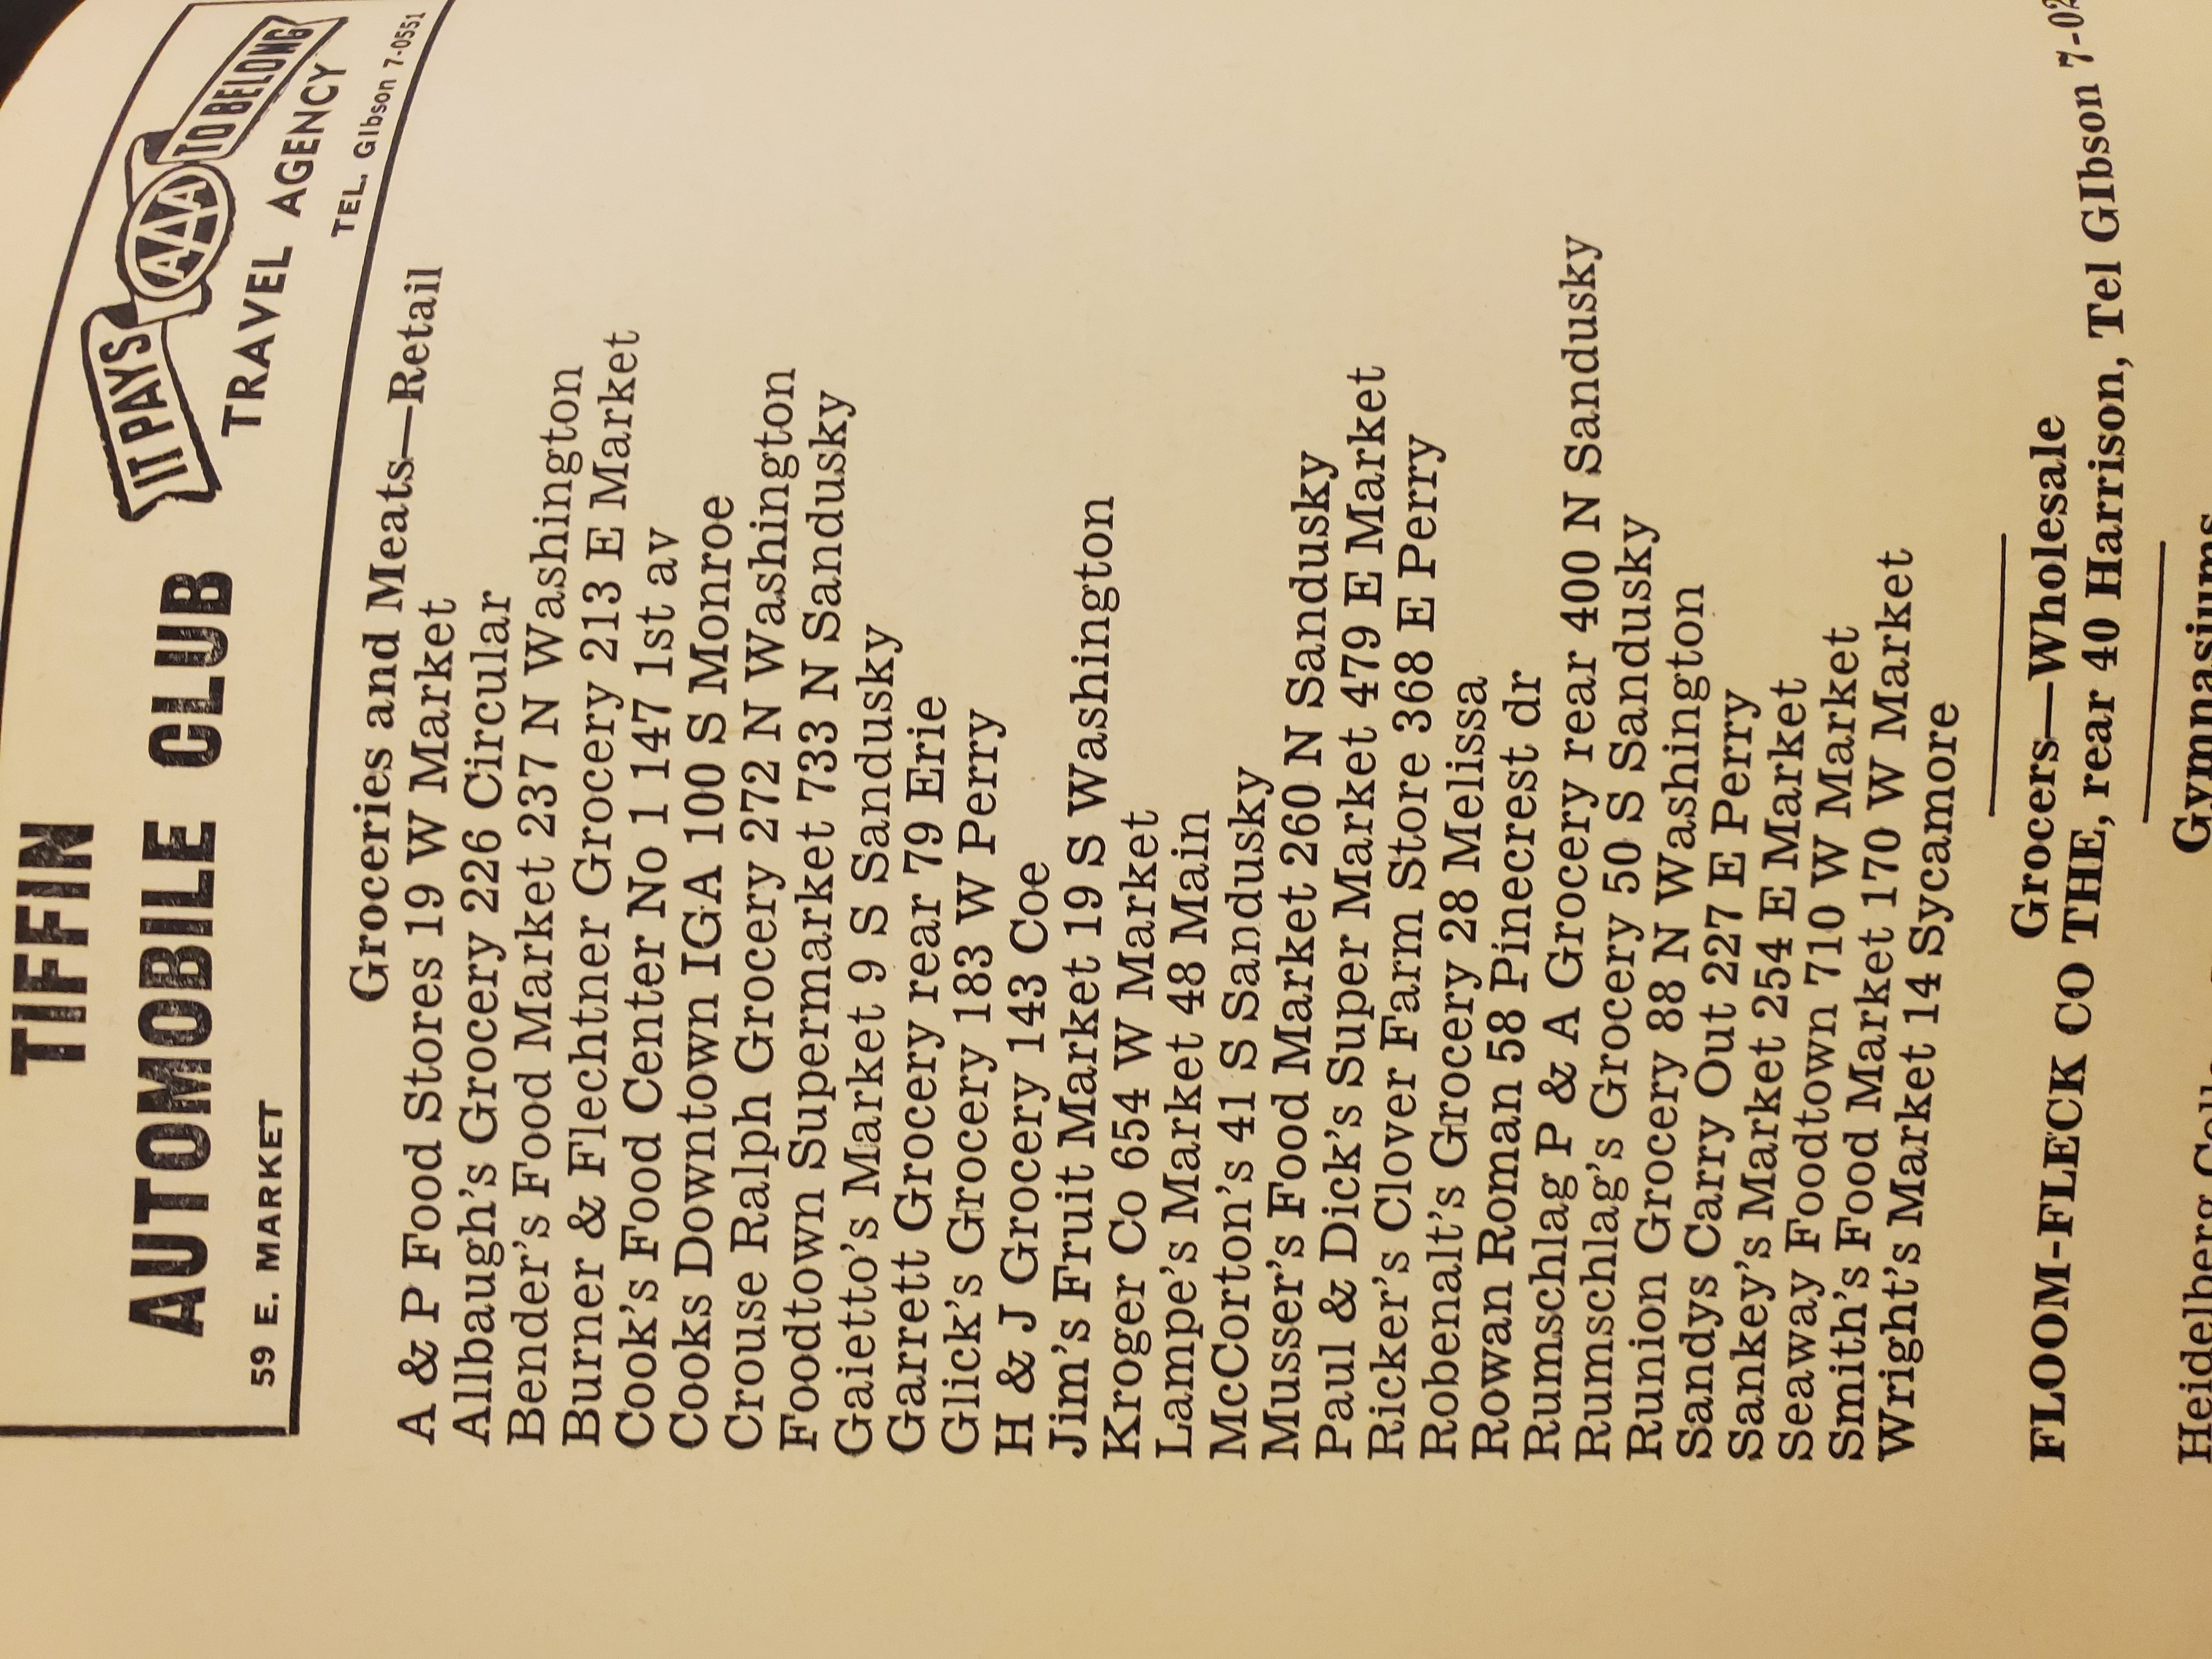 TIFFIN
AUTOMOBILE CLUB
IT PAYS AAA TO BELONG
TRAVEL AGENCY
59 E. MARKET
TEL. GIbson 7-0551
Groceries and Meats—Retail
A & P Food Stores 19 W Market
Allbaugh's Grocery 226 Circular
Bender's Food Market 237 N Washington
Burner & Flechtner Grocery 213 E Market
Cook's Food Center No 1 147 1st av
Cooks Downtown IGA 100 S Monroe
Crouse Ralph Grocery 272 N Washington
Foodtown Supermarket 733 N Sandusky
Gaietto's Market 9 S Sandusky
Garrett Grocery rear 79 Erie
Glick's Grocery 183 W Perry
H & J Grocery 143 Coe
Jim's Fruit Market 19 S Washington
Kroger Co 654 W Market
Lampe's Market 48 Main
McCorton's 41 S Sandusky
Musser's Food Market 260 N Sandusky
Paul & Dick's Super Market 479 E Market
Ricker's Clover Farm Store 368 E Perry
Robenalt's Grocery 28 Melissa
Rowan Roman 58 Pinecrest dr
Rumschlag P & A Grocery rear 400 N Sandusky
Rumschlag's Grocery 50 S Sandusky
Runion Grocery 88 N Washington
Sandys Carry Out 227 E Perry
Sankey's Market 254 E Market
Seaway Foodtown 710 W Market
Smith's Food Market 170 W Market
Wright's Market 14 Sycamore
Grocers—Wholesale
FLOOM-FLECK CO THE, rear 40 Harrison, Tel GIbson 7-02
Gymnasiums
Heidelberg